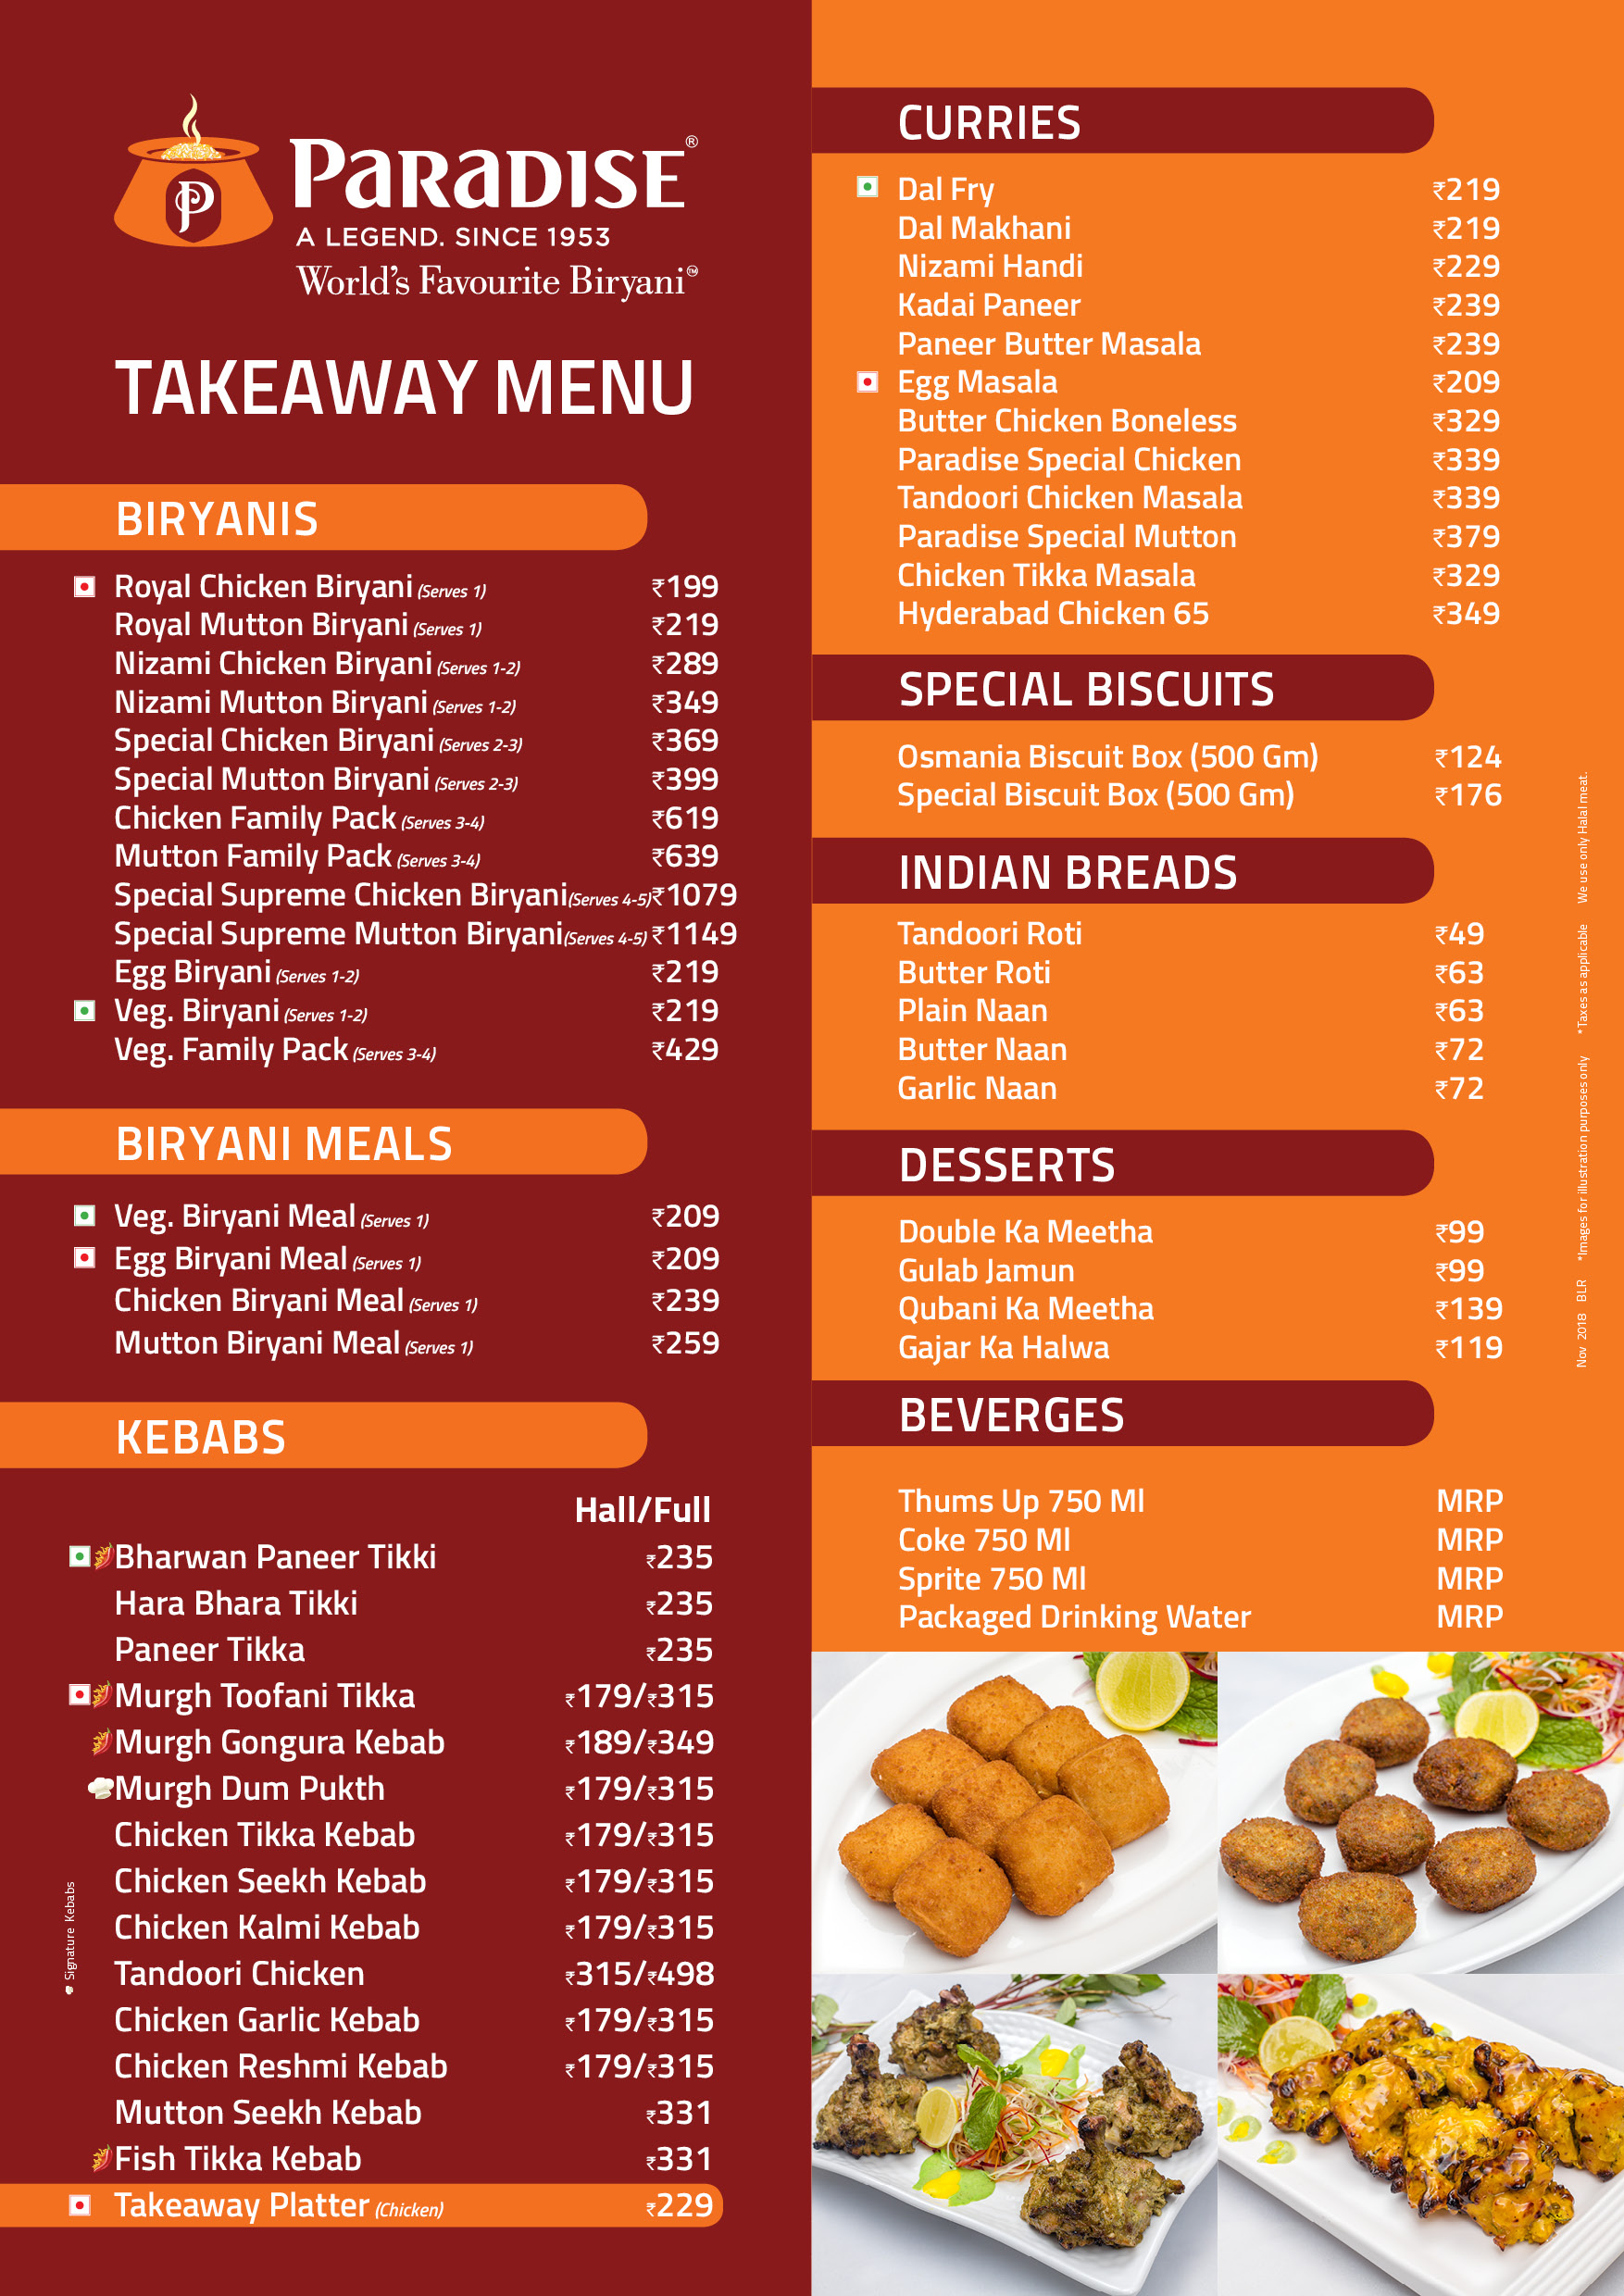 P
PARADISE®
A LEGEND. SINCE 1953
World's Favourite Biryani™
TAKEAWAY MENU
BIRYANIS
Royal Chicken Biryani (Serves 1) ₹199
Royal Mutton Biryani (Serves 1) ₹219
Nizami Chicken Biryani (Serves 1-2) ₹289
Nizami Mutton Biryani (Serves 1-2) ₹349
Special Chicken Biryani (Serves 2-3) ₹369
Special Mutton Biryani (Serves 2-3) ₹399
Chicken Family Pack (Serves 3-4) ₹619
Mutton Family Pack (Serves 3-4) ₹639
Special Supreme Chicken Biryani(Serves 4-5)₹1079
Special Supreme Mutton Biryani(Serves 4-5) ₹1149
Egg Biryani (Serves 1-2) ₹219
Veg. Biryani (Serves 1-2) ₹219
Veg. Family Pack (Serves 3-4) ₹429
BIRYANI MEALS
Veg. Biryani Meal (Serves 1) ₹209
Egg Biryani Meal (Serves 1) ₹209
Chicken Biryani Meal (Serves 1) ₹239
Mutton Biryani Meal (Serves 1) ₹259
KEBABS
Hall/Full
Bharwan Paneer Tikki ₹235
Hara Bhara Tikki ₹235
Paneer Tikka ₹235
Murgh Toofani Tikka ₹179/₹315
Murgh Gongura Kebab ₹189/₹349
Murgh Dum Pukth ₹179/₹315
Chicken Tikka Kebab ₹179/₹315
Chicken Seekh Kebab ₹179/₹315
Chicken Kalmi Kebab ₹179/₹315
Tandoori Chicken ₹315/₹498
Chicken Garlic Kebab ₹179/₹315
Chicken Reshmi Kebab ₹179/₹315
Mutton Seekh Kebab ₹331
Fish Tikka Kebab ₹331
Takeaway Platter (Chicken) ₹229
Signature Kebabs
CURRIES
Dal Fry ₹219
Dal Makhani ₹219
Nizami Handi ₹229
Kadai Paneer ₹239
Paneer Butter Masala ₹239
Egg Masala ₹209
Butter Chicken Boneless ₹329
Paradise Special Chicken ₹339
Tandoori Chicken Masala ₹339
Paradise Special Mutton ₹379
Chicken Tikka Masala ₹329
Hyderabad Chicken 65 ₹349
SPECIAL BISCUITS
Osmania Biscuit Box (500 Gm) ₹124
Special Biscuit Box (500 Gm) ₹176
INDIAN BREADS
Tandoori Roti ₹49
Butter Roti ₹63
Plain Naan ₹63
Butter Naan ₹72
Garlic Naan ₹72
DESSERTS
Double Ka Meetha ₹99
Gulab Jamun ₹99
Qubani Ka Meetha ₹139
Gajar Ka Halwa ₹119
BEVERGES
Thums Up 750 Ml MRP
Coke 750 Ml MRP
Sprite 750 Ml MRP
Packaged Drinking Water MRP
Nov 2018 BLR *Images for illustration purposes only *Taxes as applicable We use only Halal meat.